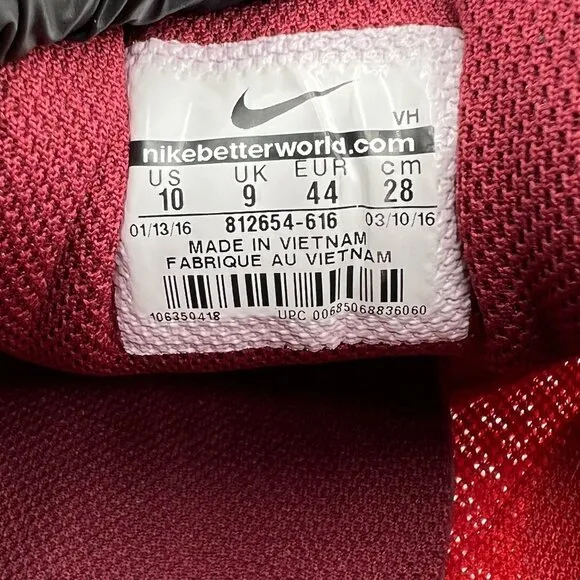 VH
nikebetterworld.com
US UK EUR cm
10 9 44 28
01/13/16 812654-616 03/10/16
MADE IN VIETNAM
FABRIQUE AU VIETNAM
106350418 UPC 00685068836060